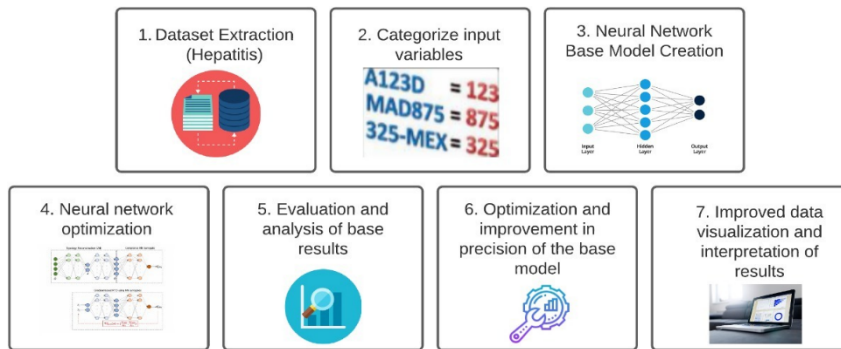 1. Dataset Extraction
(Hepatitis)
2. Categorize input
variables
A123D = 123
MAD875 = 875
325-MEX = 325
3. Neural Network
Base Model Creation
Input
Layer
Hidden
Layer
Output
Layer
4. Neural network
optimization
5. Evaluation and
analysis of base
results
6. Optimization and
improvement in
precision of the base
model
7. Improved data
visualization and
interpretation of
results